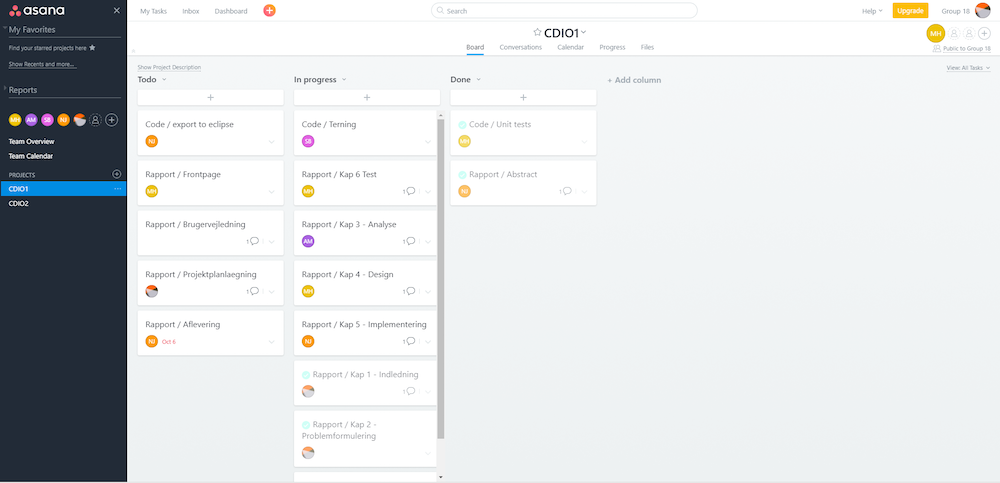 asana
My Tasks
Inbox
Dashboard
Search
Help
Upgrade
Group 18
My Favorites
Find your starred projects here
Show Recents and more...
Reports
MH
AM
SB
NJ
Team Overview
Team Calendar
PROJECTS
CDIO1
CDIO2
CDIO1
MH
Board
Conversations
Calendar
Progress
Files
Public to Group 18
Show Project Description
View: All Tasks
Todo
Code / export to eclipse
NJ
Rapport / Frontpage
MH
Rapport / Brugervejledning
1
Rapport / Projektplanlaegning
1
Rapport / Aflevering
NJ
Oct 6
In progress
Code / Terning
SB
Rapport / Kap 6 Test
MH
1
Rapport / Kap 3 - Analyse
AM
1
Rapport / Kap 4 - Design
MH
1
Rapport / Kap 5 - Implementering
NJ
1
Rapport / Kap 1 - Indledning
1
Rapport / Kap 2 -
Problemformulering
Done
Code / Unit tests
MH
Rapport / Abstract
NJ
1
+ Add column